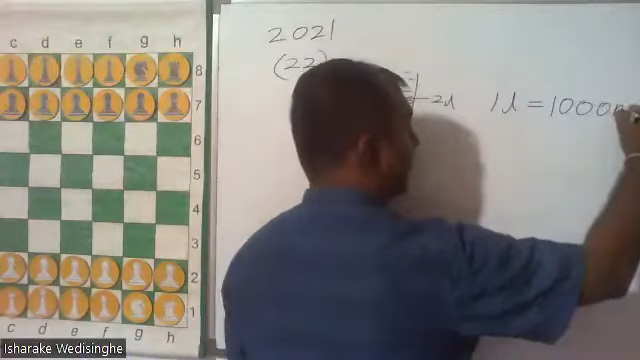 c d e f g h
8
7
6
5
4
3
2
1
c d e f g h
2021
(22)
2l 1l = 1000
Isharake Wedisinghe